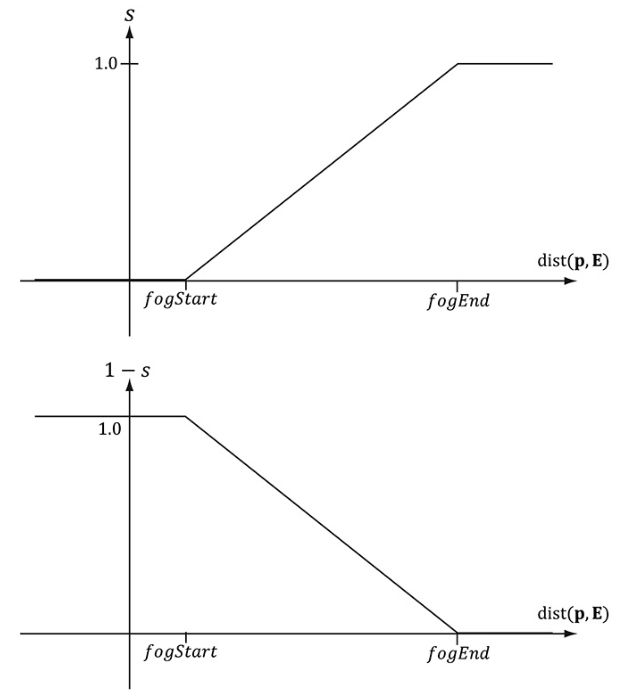 s
1.0
dist(p, E)
fogStart
fogEnd
1 − s
1.0
dist(p, E)
fogStart
fogEnd